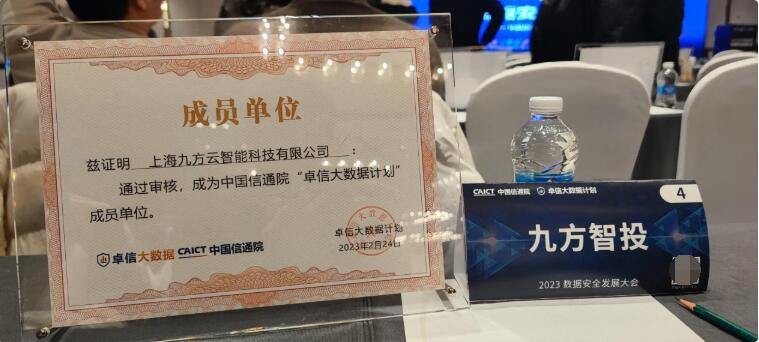 成员单位
兹证明 上海九方云智能科技有限公司 ：
通过审核，成为中国信通院“卓信大数据计划”
成员单位。
卓信大数据计划
2023年2月24日
卓信大数据 CAICT 中国信通院
CAICT 中国信通院 卓信大数据计划
4
九方智投
2023 数据安全发展大会